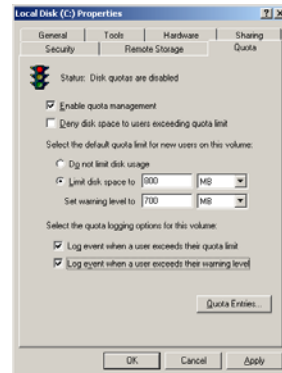 Local Disk (C:) Properties
General Tools Hardware Sharing
Security Remote Storage Quota
Status: Disk quotas are disabled
Enable quota management
Deny disk space to users exceeding quota limit
Select the default quota limit for new users on this volume:
Do not limit disk usage
Limit disk space to 800 MB
Set warning level to 700 MB
Select the quota logging options for this volume:
Log event when a user exceeds their quota limit
Log event when a user exceeds their warning level
Quota Entries...
OK Cancel Apply